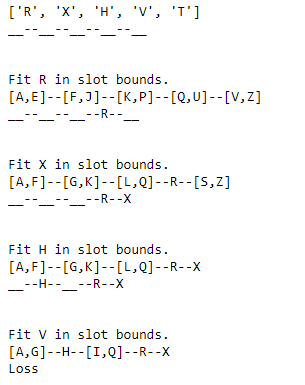 ['R', 'X', 'H', 'V', 'T']
__--__--__--__--__
Fit R in slot bounds.
[A,E]--[F,J]--[K,P]--[Q,U]--[V,Z]
__--__--__--R--__
Fit X in slot bounds.
[A,F]--[G,K]--[L,Q]--R--[S,Z]
__--__--__--R--X
Fit H in slot bounds.
[A,F]--[G,K]--[L,Q]--R--X
__--H--__--R--X
Fit V in slot bounds.
[A,G]--H--[I,Q]--R--X
Loss